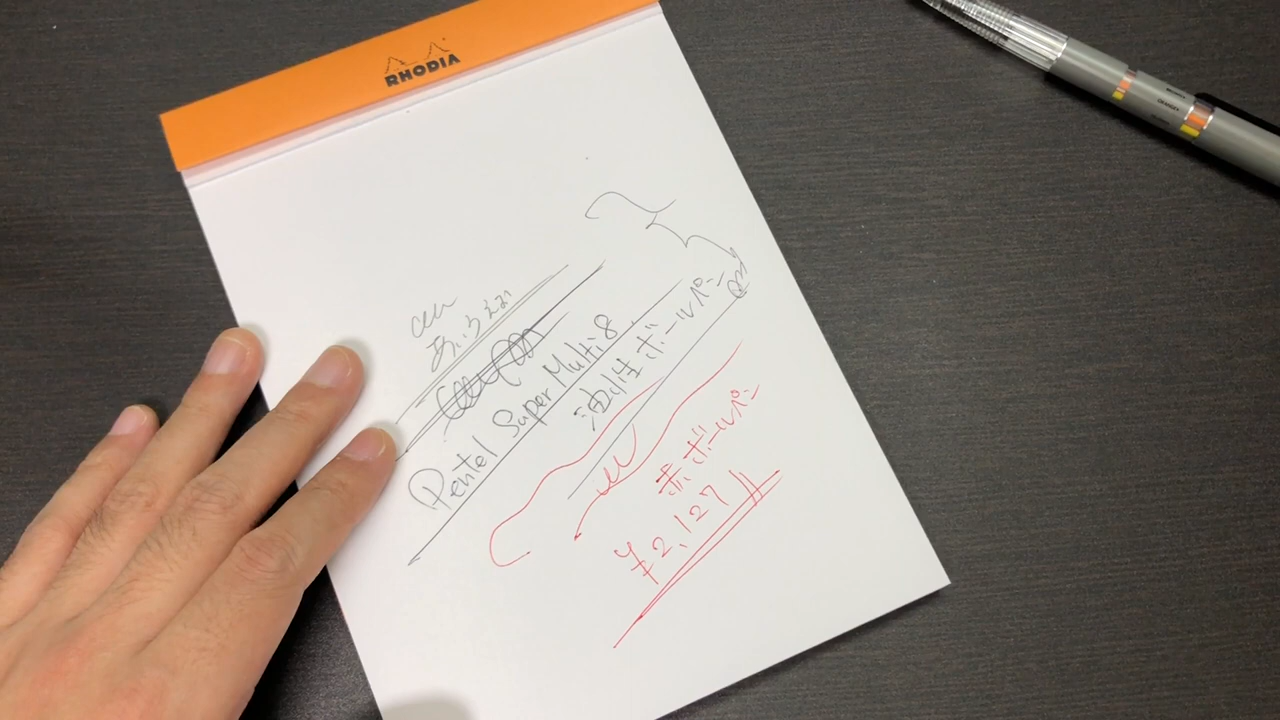 RHODIA
あいうえお
Pentel Super Multi 8
油性ボールペン
赤ボールペン
¥2,127